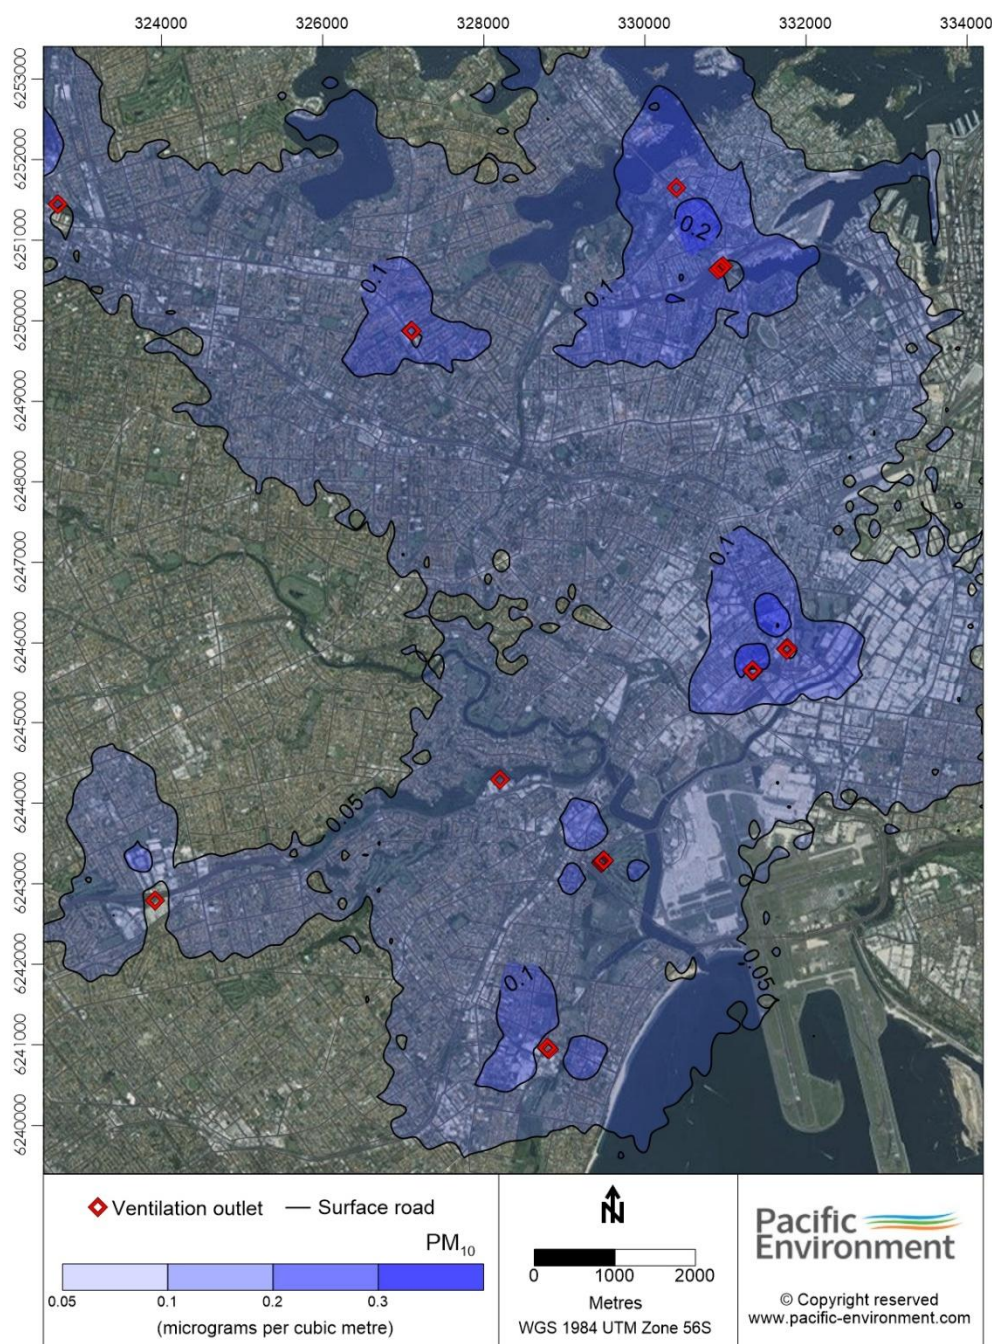 324000 326000 328000 330000 332000 334000
6253000
6252000
6251000
6250000
6249000
6248000
6247000
6246000
6245000
6244000
6243000
6242000
6241000
6240000
0.2
0.1
0.1
0.1
0.05
0.05
0.1
Ventilation outlet
Surface road
PM10
0.05 0.1 0.2 0.3
(micrograms per cubic metre)
N
0 1000 2000
Metres
WGS 1984 UTM Zone 56S
Pacific
Environment
© Copyright reserved
www.pacific-environment.com